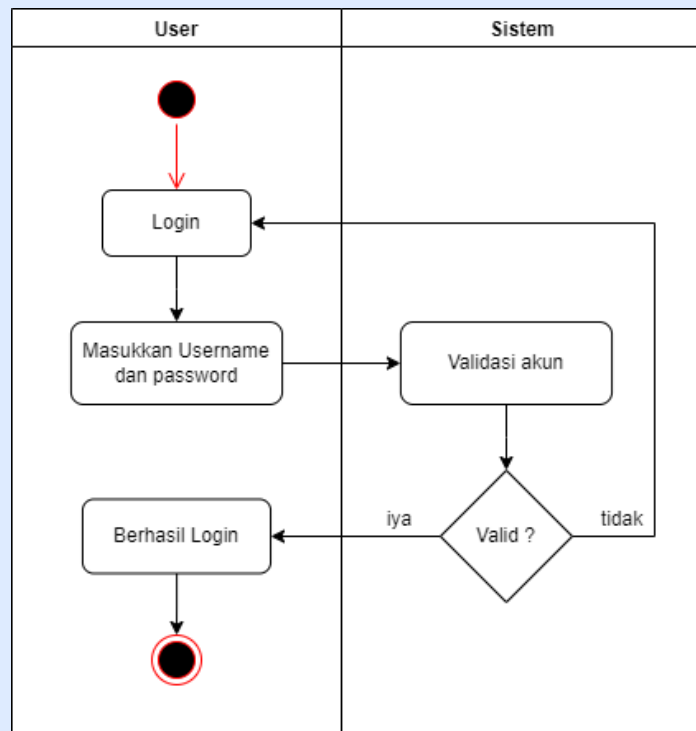 User
Sistem
Login
Masukkan Username
dan password
Validasi akun
Berhasil Login
iya
Valid ?
tidak